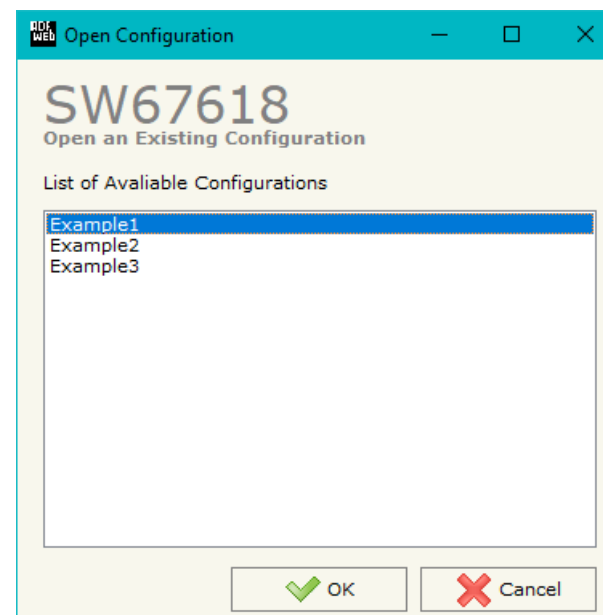 ADF
WEB Open Configuration
SW67618
Open an Existing Configuration
List of Avaliable Configurations
Example1
Example2
Example3
OK
Cancel